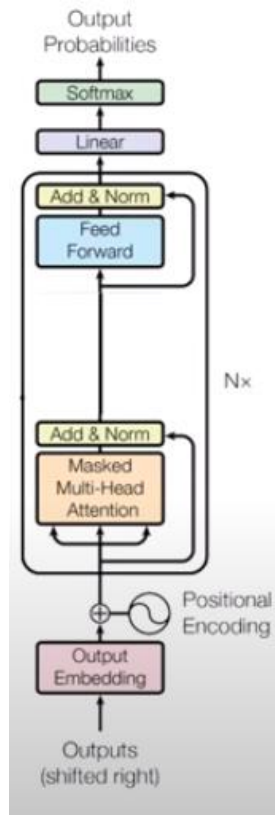 Output
Probabilities
Softmax
Linear
Add & Norm
Feed
Forward
Nx
Add & Norm
Masked
Multi-Head
Attention
Positional
Encoding
Output
Embedding
Outputs
(shifted right)